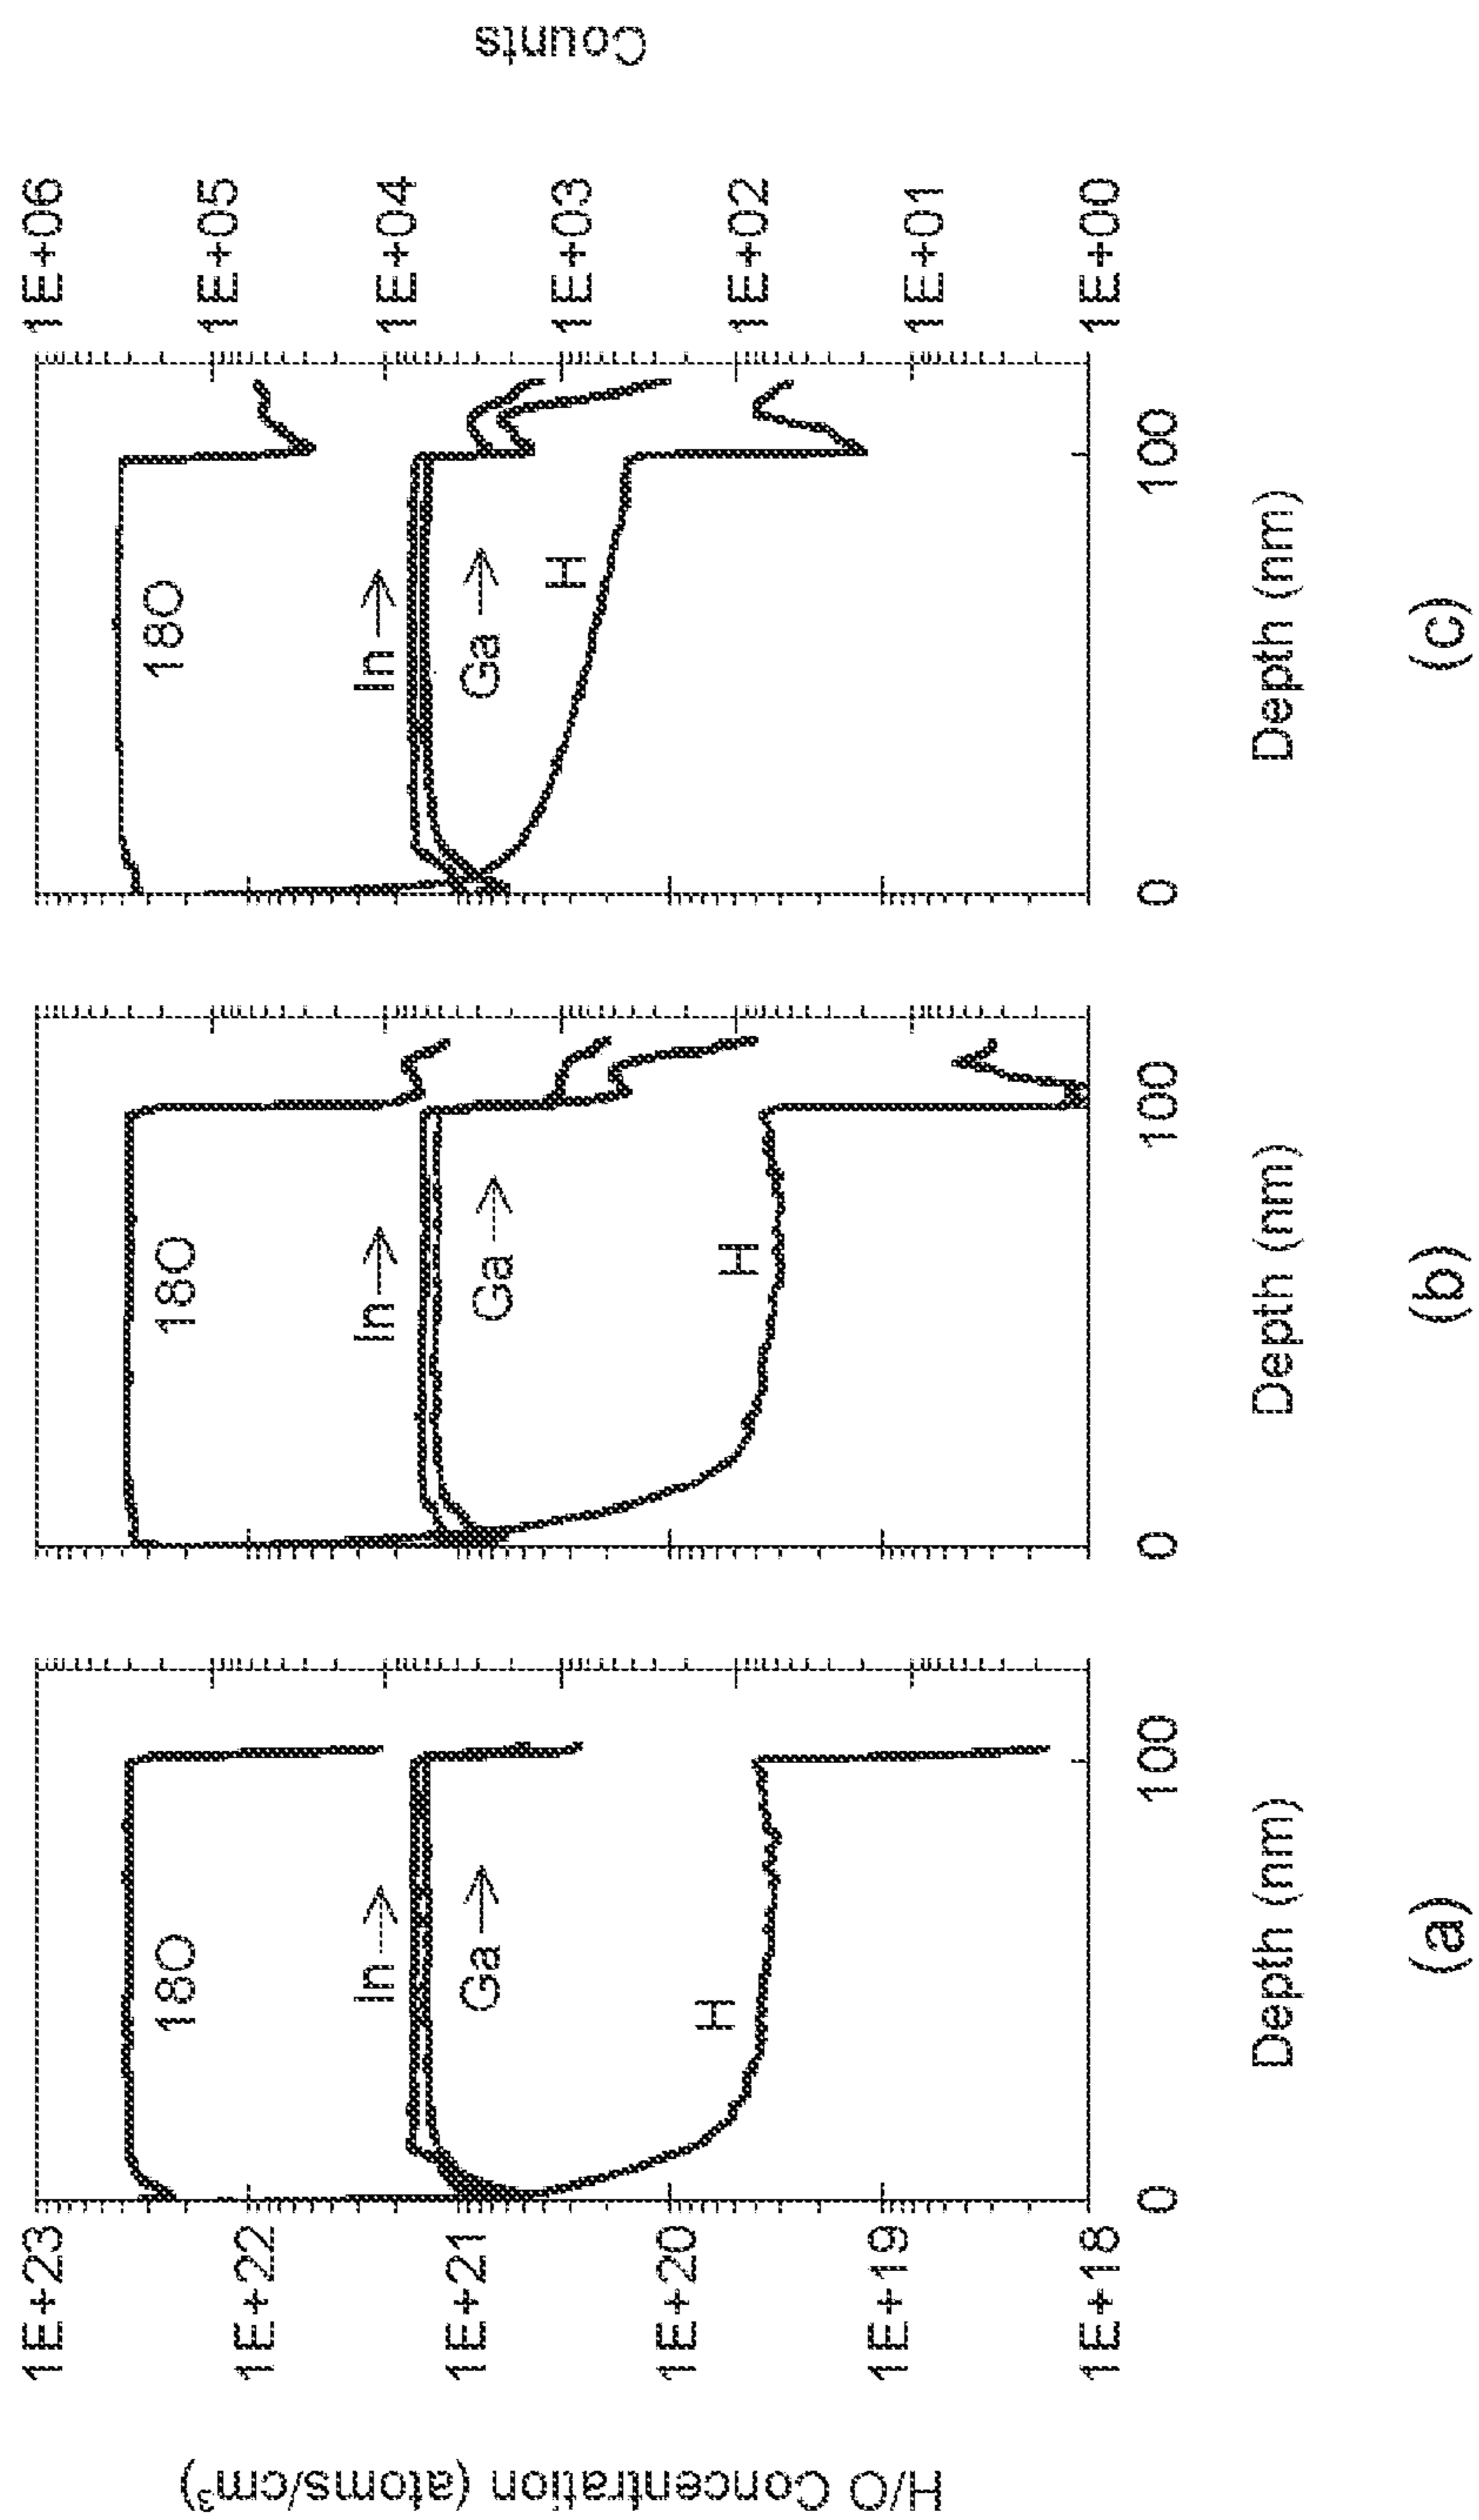 H/O Concentration (atoms/cm³)
1E+23
1E+22
1E+21
1E+20
1E+19
1E+18
18O
In
Ga
H
0
100
Depth (nm)
(a)
18O
In
Ga
H
0
100
Depth (nm)
(b)
18O
In
Ga
H
0
100
Depth (nm)
(c)
1E+06
1E+05
1E+04
1E+03
1E+02
1E+01
1E+00
Counts